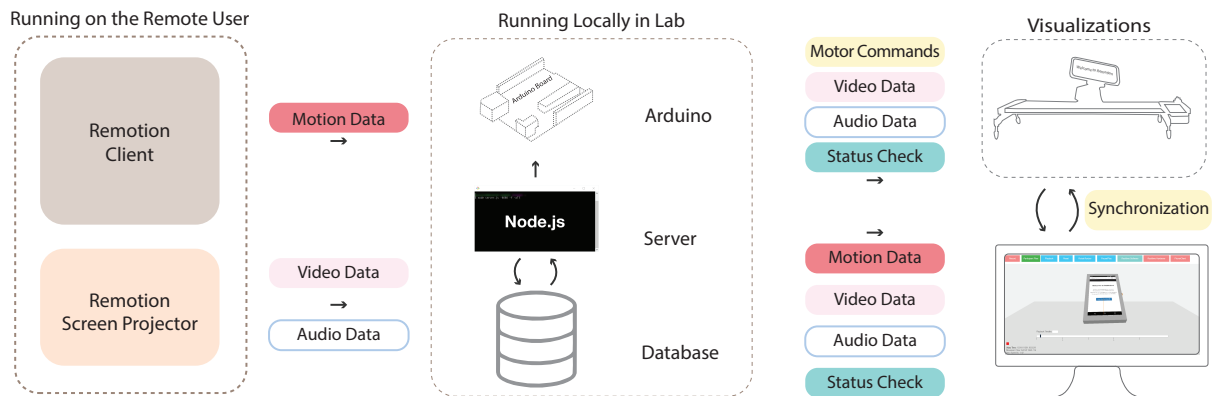 Running on the Remote User
Remotion
Client
Remotion
Screen Projector
Motion Data
→
Video Data
→
Audio Data
Running Locally in Lab
Arduino Board
Arduino
↑
Node.js
Server
Database
Motor Commands
Video Data
Audio Data
Status Check
→
→
Motion Data
Video Data
Audio Data
Status Check
Visualizations
Synchronization